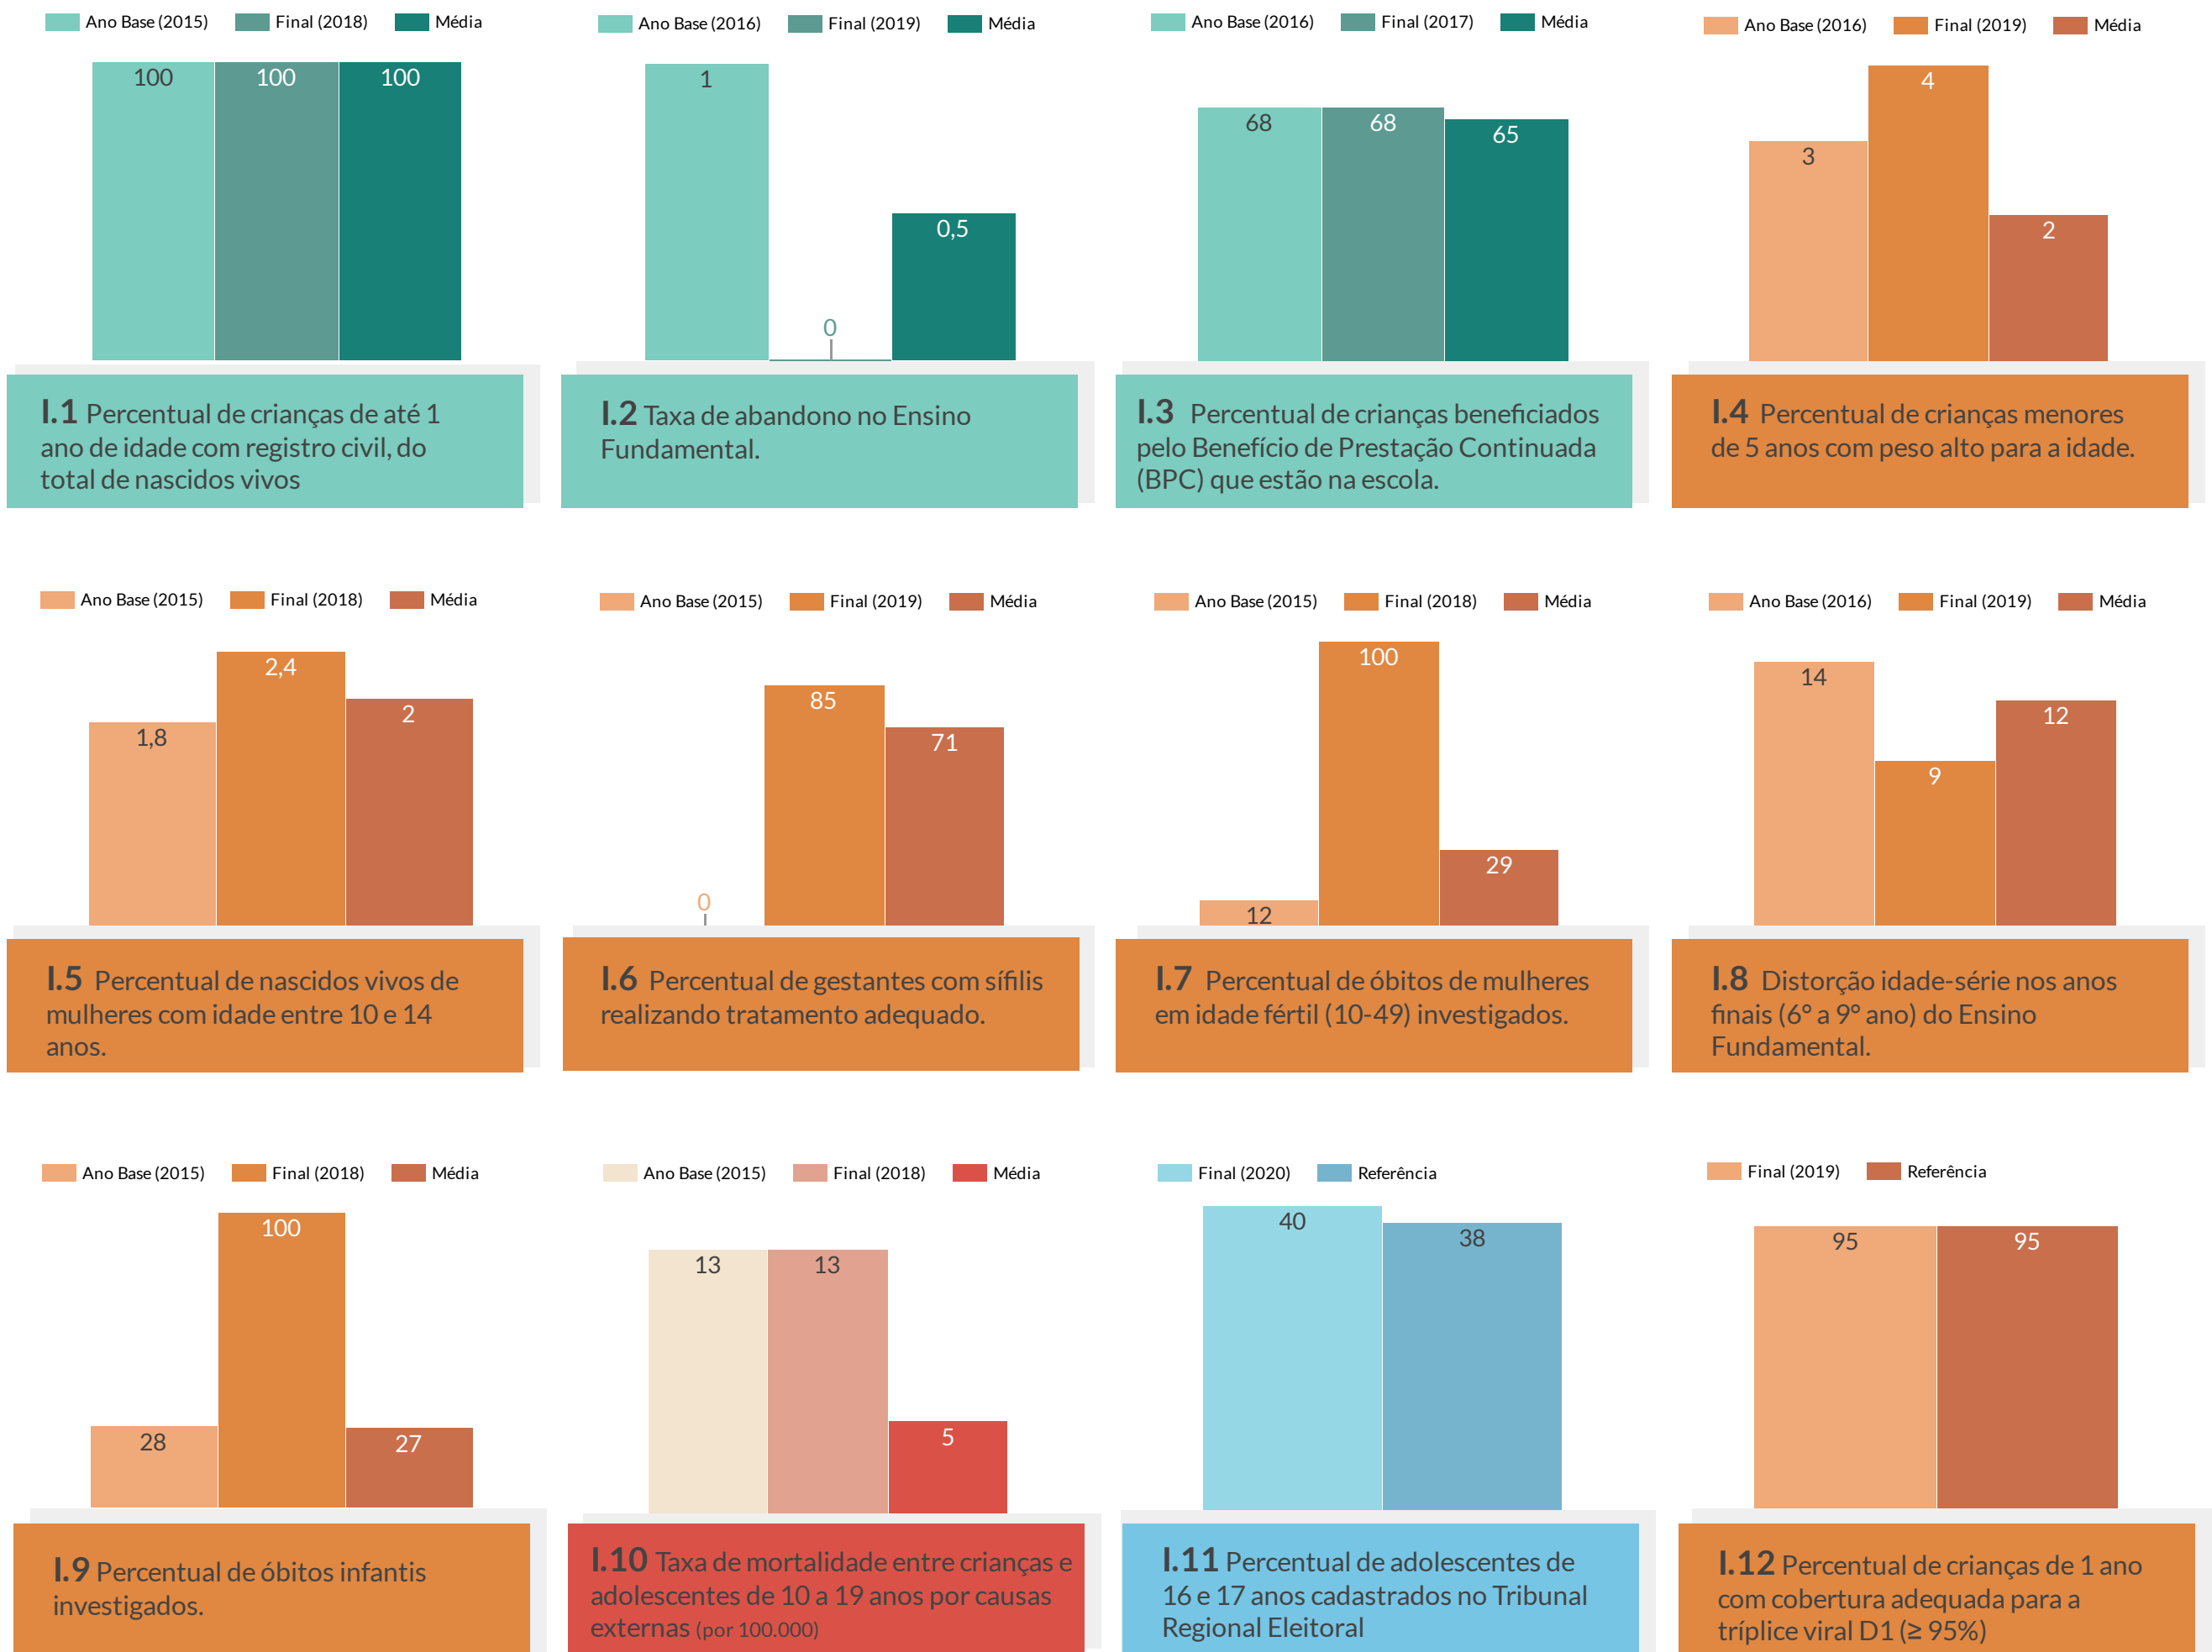 Ano Base (2015) Final (2018) Média
100 100 100
I.1 Percentual de crianças de até 1
ano de idade com registro civil, do
total de nascidos vivos
Ano Base (2016) Final (2019) Média
1
0
0,5
I.2 Taxa de abandono no Ensino
Fundamental.
Ano Base (2016) Final (2017) Média
68 68 65
I.3 Percentual de crianças beneficiados
pelo Benefício de Prestação Continuada
(BPC) que estão na escola.
Ano Base (2016) Final (2019) Média
3 4 2
I.4 Percentual de crianças menores
de 5 anos com peso alto para a idade.
Ano Base (2015) Final (2018) Média
1,8 2,4 2
I.5 Percentual de nascidos vivos de
mulheres com idade entre 10 e 14
anos.
Ano Base (2015) Final (2019) Média
0 85 71
I.6 Percentual de gestantes com sífilis
realizando tratamento adequado.
Ano Base (2015) Final (2018) Média
12 100 29
I.7 Percentual de óbitos de mulheres
em idade fértil (10-49) investigados.
Ano Base (2016) Final (2019) Média
14 9 12
I.8 Distorção idade-série nos anos
finais (6° a 9° ano) do Ensino
Fundamental.
Ano Base (2015) Final (2018) Média
28 100 27
I.9 Percentual de óbitos infantis
investigados.
Ano Base (2015) Final (2018) Média
13 13 5
I.10 Taxa de mortalidade entre crianças e
adolescentes de 10 a 19 anos por causas
externas (por 100.000)
Final (2020) Referência
40 38
I.11 Percentual de adolescentes de
16 e 17 anos cadastrados no Tribunal
Regional Eleitoral
Final (2019) Referência
95 95
I.12 Percentual de crianças de 1 ano
com cobertura adequada para a
tríplice viral D1 (≥ 95%)